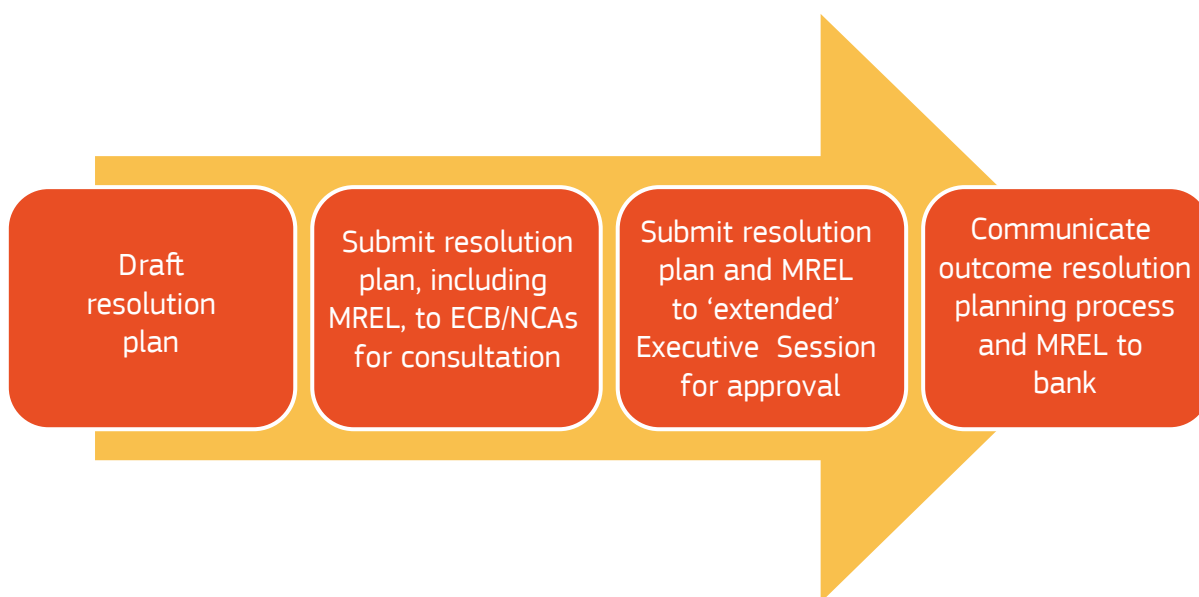 Draft
resolution
plan
Submit resolution
plan, including
MREL, to ECB/NCAs
for consultation
Submit resolution
plan and MREL
to ‘extended’
Executive Session
for approval
Communicate
outcome resolution
planning process
and MREL to
bank